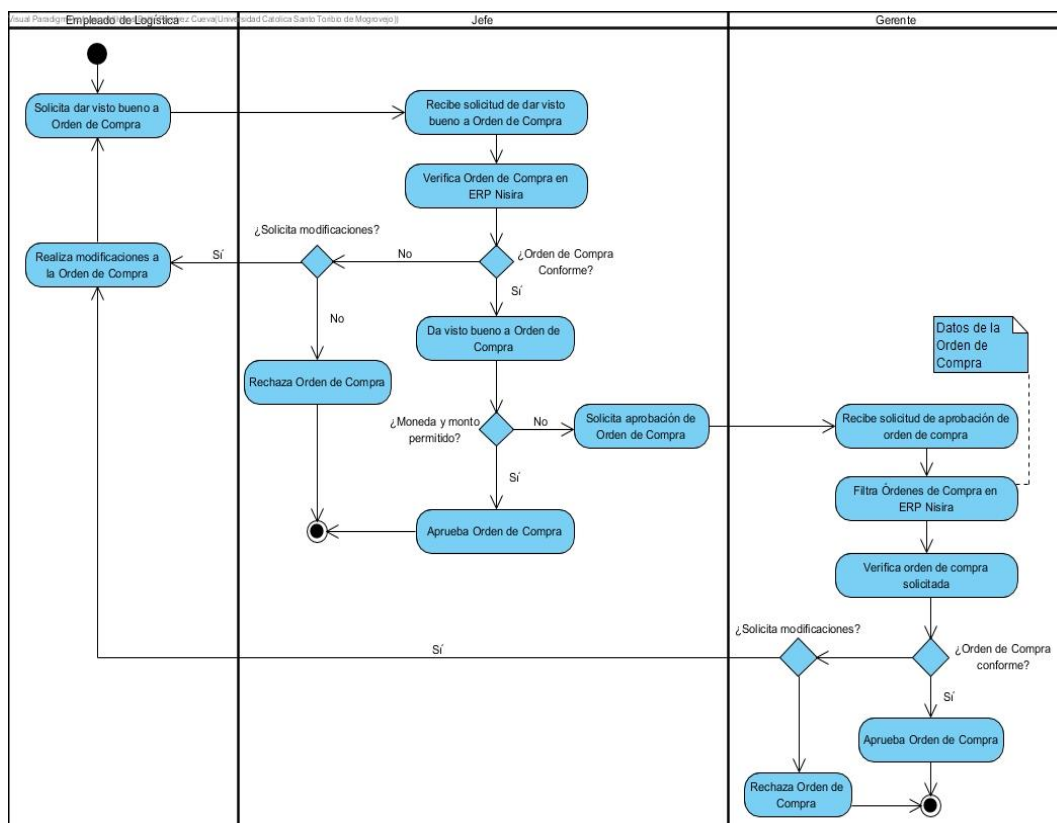 Empleado de Logística
Jefe
Gerente
Solicita dar visto bueno a
Orden de Compra
Recibe solicitud de dar visto
bueno a Orden de Compra
Verifica Orden de Compra en
ERP Nisira
¿Solicita modificaciones?
Realiza modificaciones a
la Orden de Compra
Sí
No
¿Orden de Compra
Conforme?
Sí
No
Da visto bueno a Orden de
Compra
Datos de la
Orden de
Compra
Rechaza Orden de Compra
¿Moneda y monto
permitido?
No
Solicita aprobación de
Orden de Compra
Recibe solicitud de aprobación de
orden de compra
Sí
Filtra Órdenes de Compra en
ERP Nisira
Aprueba Orden de Compra
Verifica orden de compra
solicitada
¿Solicita modificaciones?
Sí
¿Orden de Compra
conforme?
Sí
Aprueba Orden de Compra
Rechaza Orden de
Compra